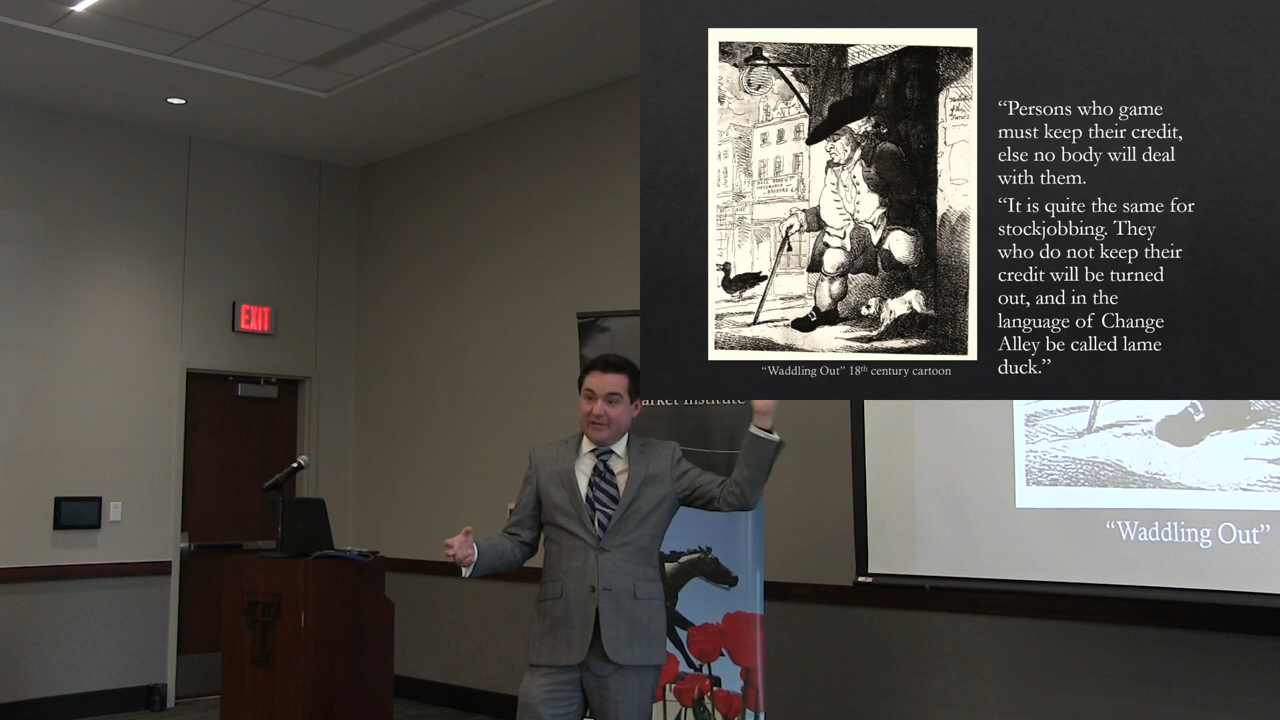 “Persons who game
must keep their credit,
else no body will deal
with them.
“It is quite the same for
stockjobbing. They
who do not keep their
credit will be turned
out, and in the
language of Change
Alley be called lame
duck.”
“Waddling Out” 18th century cartoon
EXIT
arket Institute
“Waddling Out”